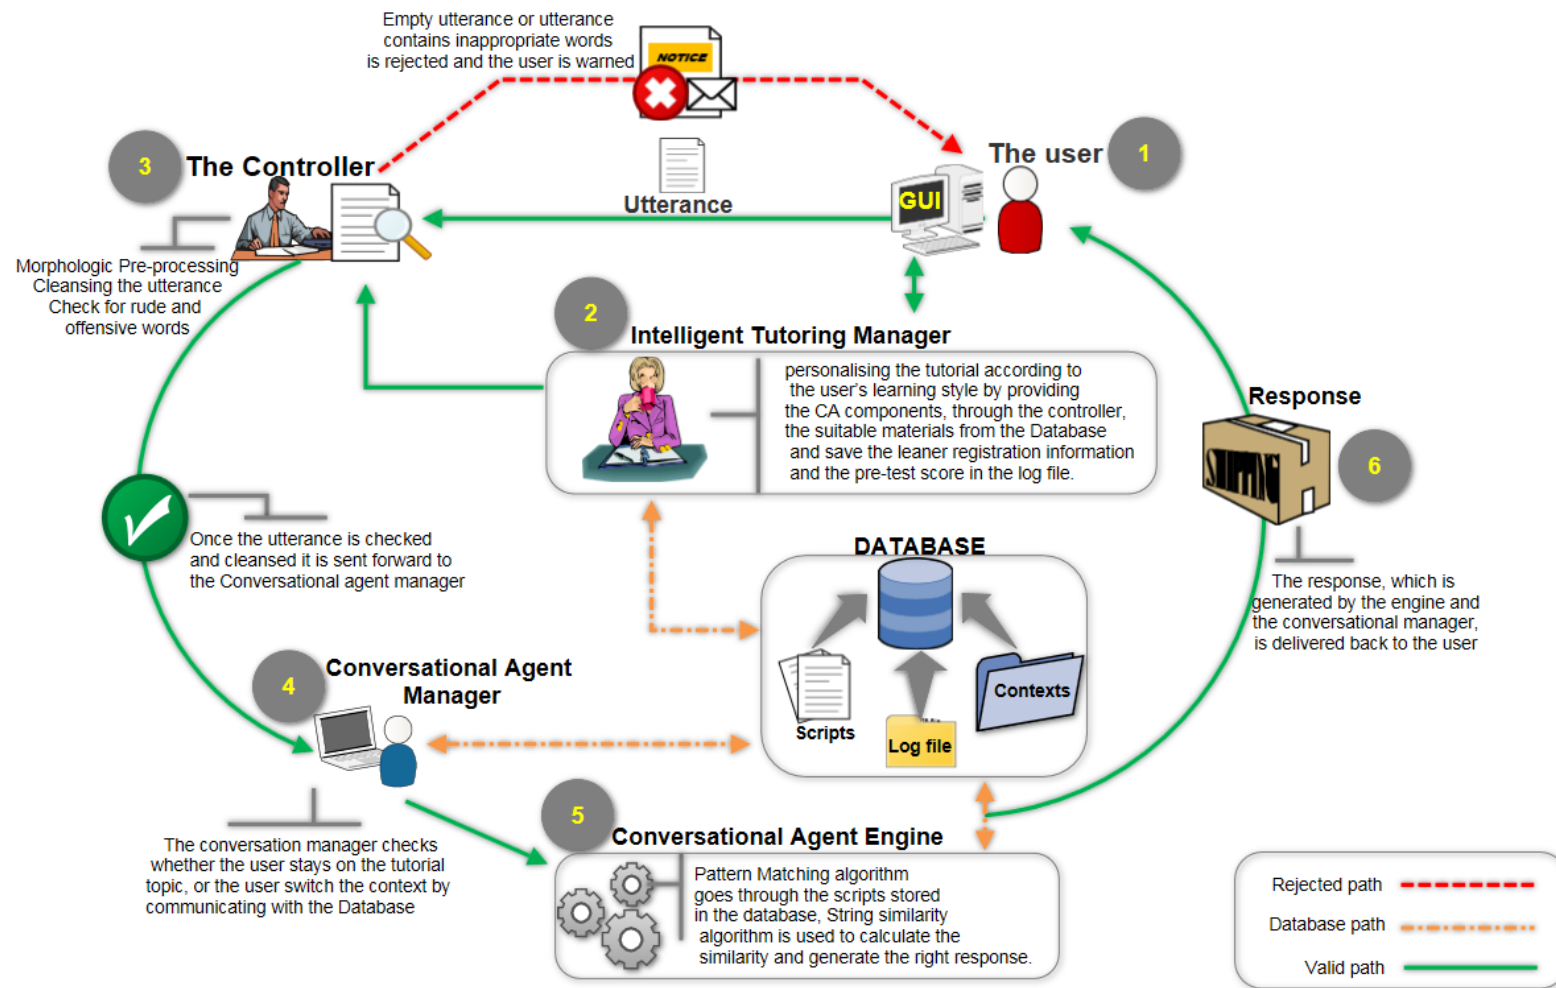 Empty utterance or utterance
contains inappropriate words
is rejected and the user is warned
NOTICE
3
The Controller
Utterance
The user
1
GUI
Morphologic Pre-processing
Cleansing the utterance
Check for rude and
offensive words
2
Intelligent Tutoring Manager
personalising the tutorial according to
the user's learning style by providing
the CA components, through the controller,
the suitable materials from the Database
and save the leaner registration information
and the pre-test score in the log file.
Response
SHIPPING
6
The response, which is
generated by the engine and
the conversational manager,
is delivered back to the user
Once the utterance is checked
and cleansed it is sent forward to
the Conversational agent manager
DATABASE
Scripts
Log file
Contexts
4
Conversational Agent
Manager
The conversation manager checks
whether the user stays on the tutorial
topic, or the user switch the context by
communicating with the Database
5
Conversational Agent Engine
Pattern Matching algorithm
goes through the scripts stored
in the database, String similarity
algorithm is used to calculate the
similarity and generate the right response.
Rejected path
Database path
Valid path